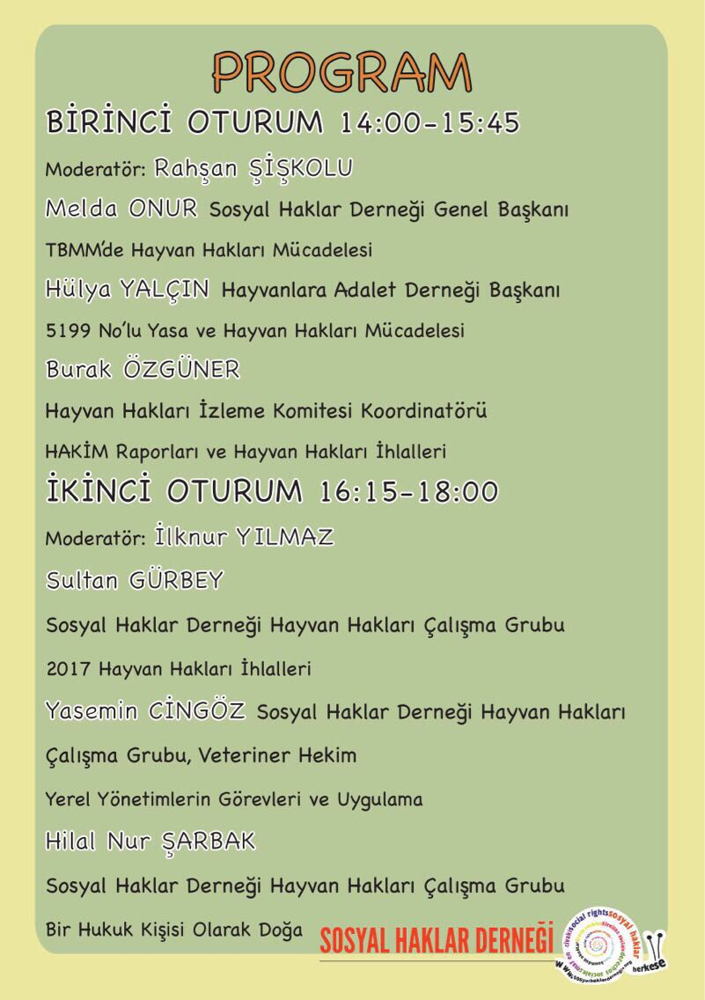 PROGRAM
BİRİNCİ OTURUM 14:00-15:45
Moderatör: Rahşan ŞİŞKOLU
Melda ONUR Sosyal Haklar Derneği Genel Başkanı
TBMM’de Hayvan Hakları Mücadelesi
Hülya YALÇIN Hayvanlara Adalet Derneği Başkanı
5199 No’lu Yasa ve Hayvan Hakları Mücadelesi
Burak ÖZGÜNER
Hayvan Hakları İzleme Komitesi Koordinatörü
HAKİM Raporları ve Hayvan Hakları İhlalleri
İKİNCİ OTURUM 16:15-18:00
Moderatör: İlknur YILMAZ
Sultan GÜRBEY
Sosyal Haklar Derneği Hayvan Hakları Çalışma Grubu
2017 Hayvan Hakları İhlalleri
Yasemin CİNGÖZ Sosyal Haklar Derneği Hayvan Hakları
Çalışma Grubu, Veteriner Hekim
Yerel Yönetimlerin Görevleri ve Uygulama
Hilal Nur ŞARBAK
Sosyal Haklar Derneği Hayvan Hakları Çalışma Grubu
Bir Hukuk Kişisi Olarak Doğa
SOSYAL HAKLAR DERNEĞİ
social rights sosyal haklar
herkese
www.sosyalhaklardernegi.org